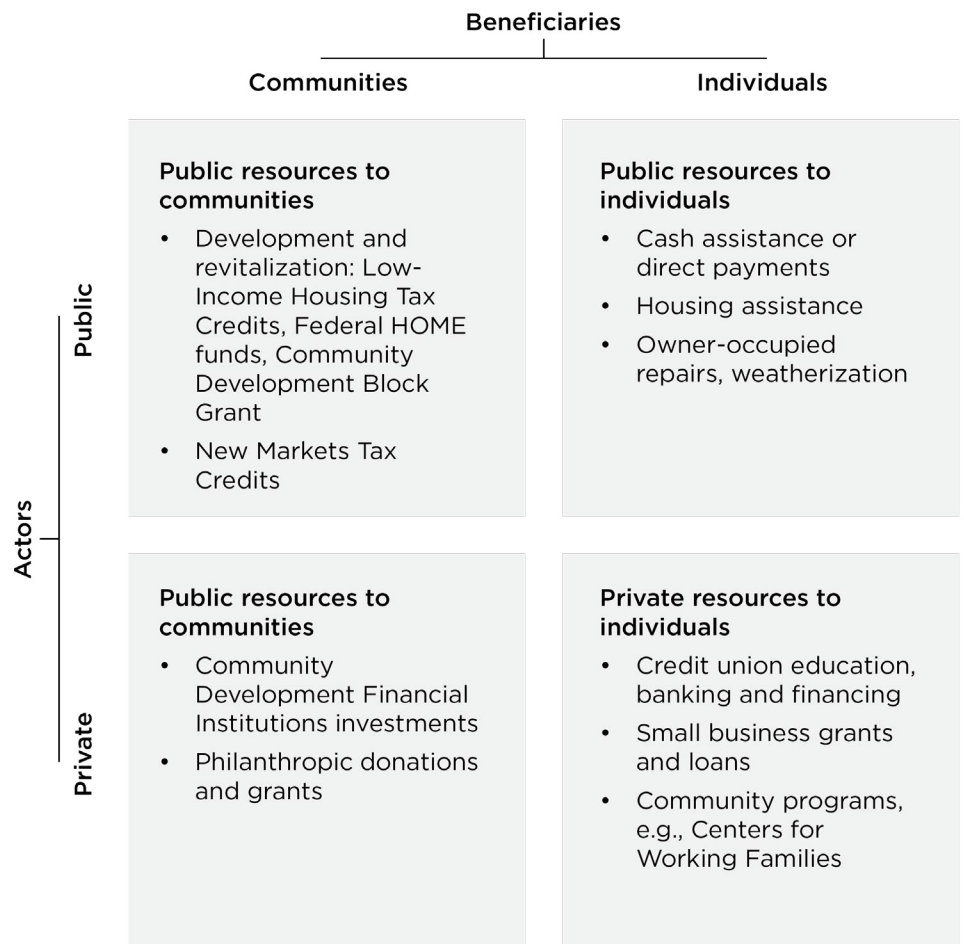 Beneficiaries
Communities
Individuals
Actors
Public
Public resources to
communities
• Development and
revitalization: Low-
Income Housing Tax
Credits, Federal HOME
funds, Community
Development Block
Grant
• New Markets Tax
Credits
Public resources to
individuals
• Cash assistance or
direct payments
• Housing assistance
• Owner-occupied
repairs, weatherization
Private
Public resources to
communities
• Community
Development Financial
Institutions investments
• Philanthropic donations
and grants
Private resources to
individuals
• Credit union education,
banking and financing
• Small business grants
and loans
• Community programs,
e.g., Centers for
Working Families